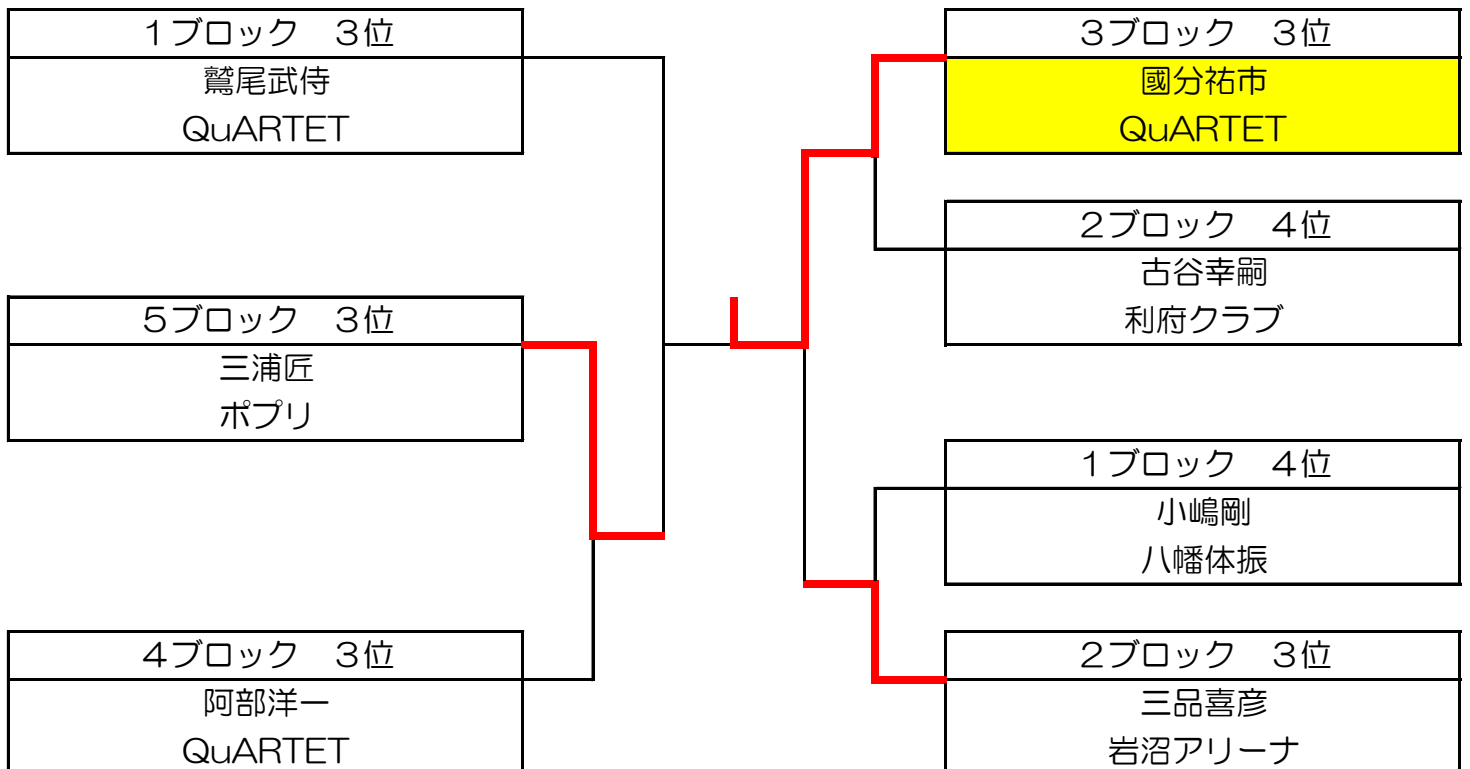 1ブロック　3位
鷲尾武侍
QuARTET
5ブロック　3位
三浦匠
ポプリ
4ブロック　3位
阿部洋一
QuARTET
3ブロック　3位
國分祐市
QuARTET
2ブロック　4位
古谷幸嗣
利府クラブ
1ブロック　4位
小嶋剛
八幡体振
2ブロック　3位
三品喜彦
岩沼アリーナ